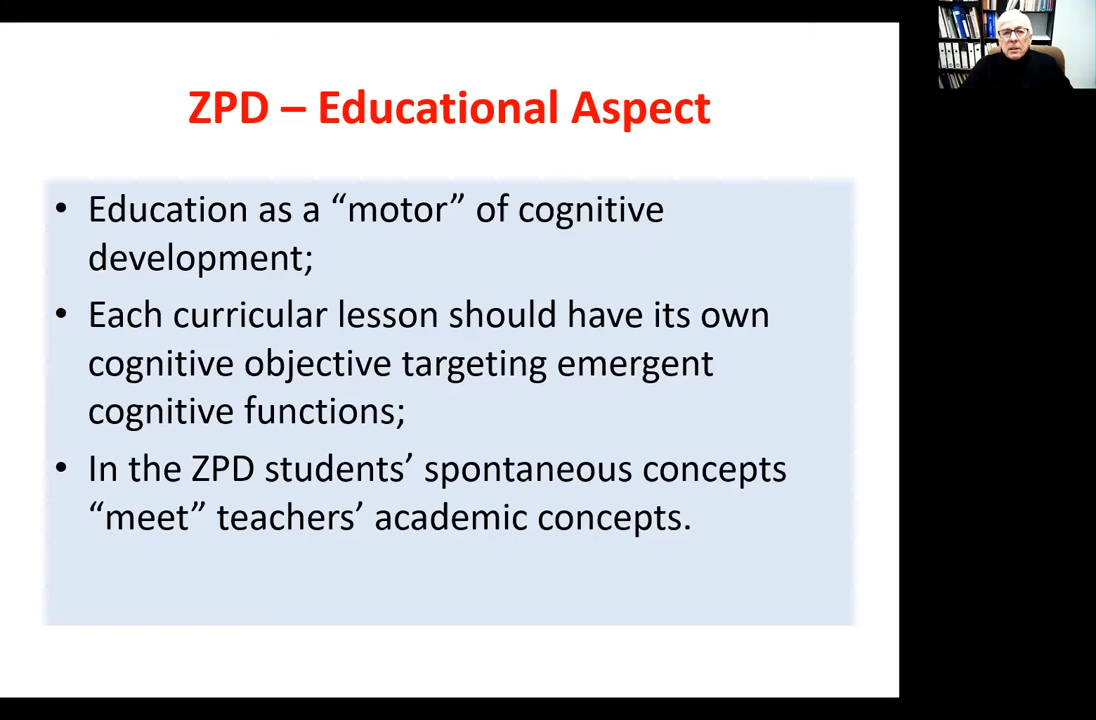 ZPD – Educational Aspect
• Education as a “motor” of cognitive
development;
• Each curricular lesson should have its own
cognitive objective targeting emergent
cognitive functions;
• In the ZPD students’ spontaneous concepts
“meet” teachers’ academic concepts.